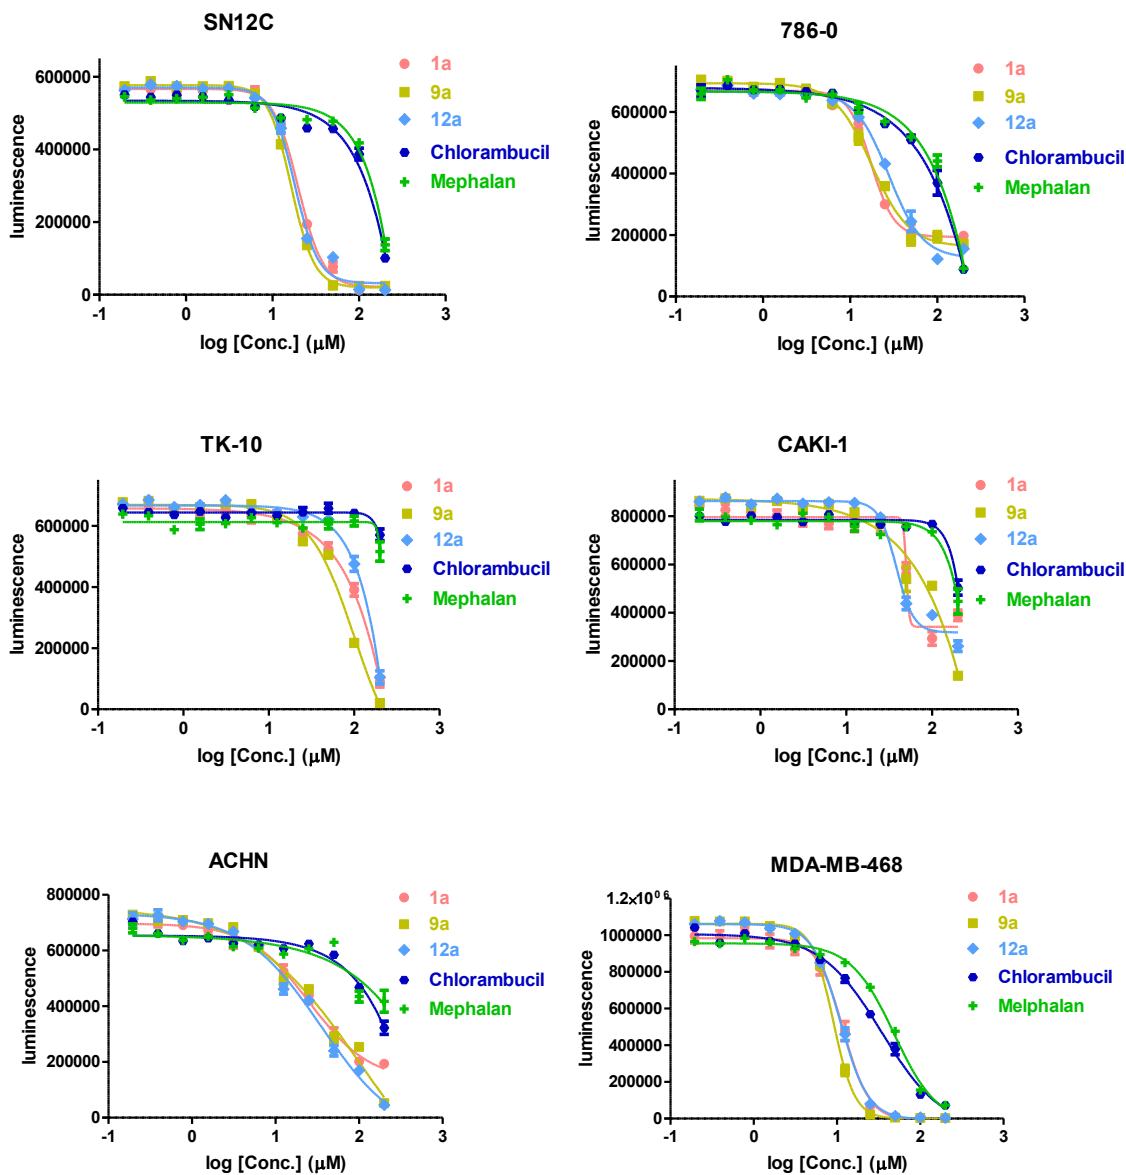 SN12C
600000
400000
200000
0
-1 0 1 2 3
luminescence
log [Conc.] (μM)
1a
9a
12a
Chlorambucil
Mephalan
786-0
600000
400000
200000
0
-1 0 1 2 3
luminescence
log [Conc.] (μM)
1a
9a
12a
Chlorambucil
Mephalan
TK-10
600000
400000
200000
0
-1 0 1 2 3
luminescence
log [Conc.] (μM)
1a
9a
12a
Chlorambucil
Mephalan
CAKI-1
800000
600000
400000
200000
0
-1 0 1 2 3
luminescence
log [Conc.] (μM)
1a
9a
12a
Chlorambucil
Mephalan
ACHN
800000
600000
400000
200000
0
-1 0 1 2 3
luminescence
log [Conc.] (μM)
1a
9a
12a
Chlorambucil
Mephalan
MDA-MB-468
1.2×10⁰⁶
1000000
800000
600000
400000
200000
0
-1 0 1 2 3
luminescence
log [Conc.] (μM)
1a
9a
12a
Chlorambucil
Melphalan